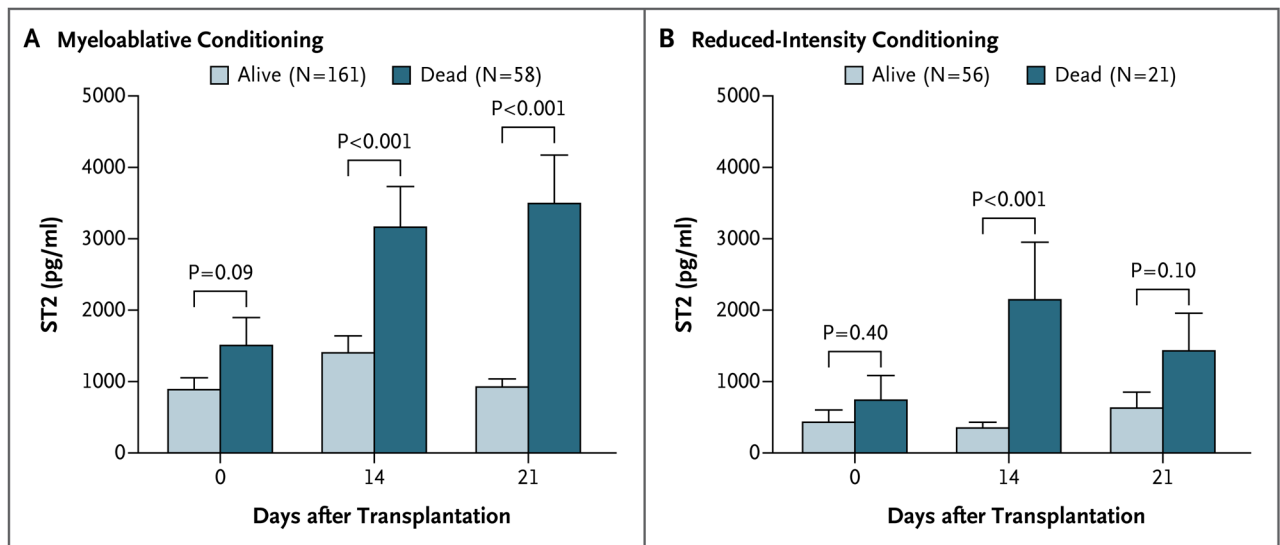 A Myeloablative Conditioning
Alive (N=161) Dead (N=58)
5000
4000
3000
2000
1000
0
ST2 (pg/ml)
P=0.09
P<0.001
P<0.001
0 14 21
Days after Transplantation
B Reduced-Intensity Conditioning
Alive (N=56) Dead (N=21)
5000
4000
3000
2000
1000
0
ST2 (pg/ml)
P=0.40
P<0.001
P=0.10
0 14 21
Days after Transplantation